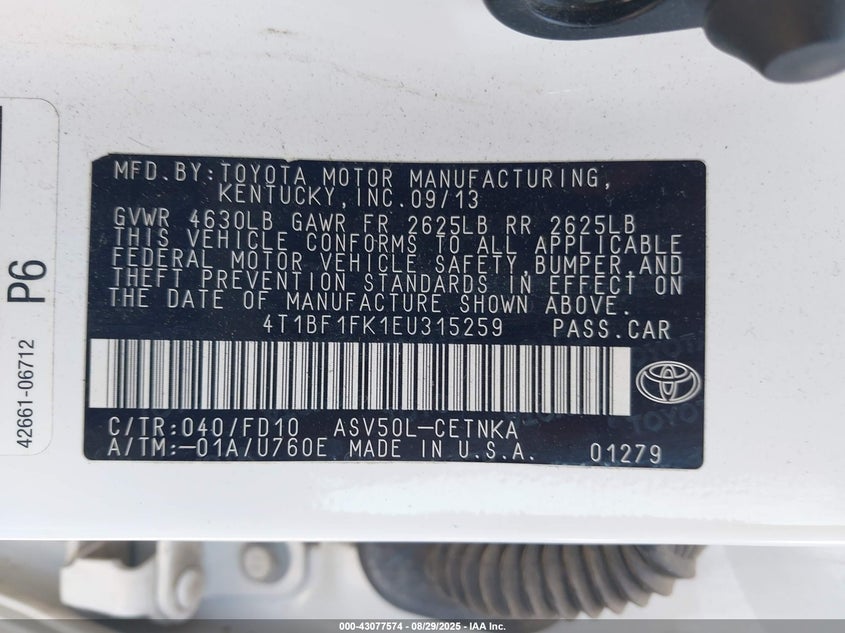 MFD.BY:TOYOTA MOTOR MANUFACTURING,
KENTUCKY,INC.09/13
GVWR 4630LB GAWR FR 2625LB RR 2625LB
THIS VEHICLE CONFORMS TO ALL APPLICABLE
FEDERAL MOTOR VEHICLE SAFETY,BUMPER,AND
THEFT PREVENTION STANDARDS IN EFFECT ON
THE DATE OF MANUFACTURE SHOWN ABOVE.
4T1BF1FK1EU315259 PASS.CAR
C/TR:040/FD10 ASV50L-CETNKA
A/TM:-01A/U760E MADE IN U.S.A. 01279
P6
42661-06712
000-43077574 - 08/29/2025 - IAA Inc.